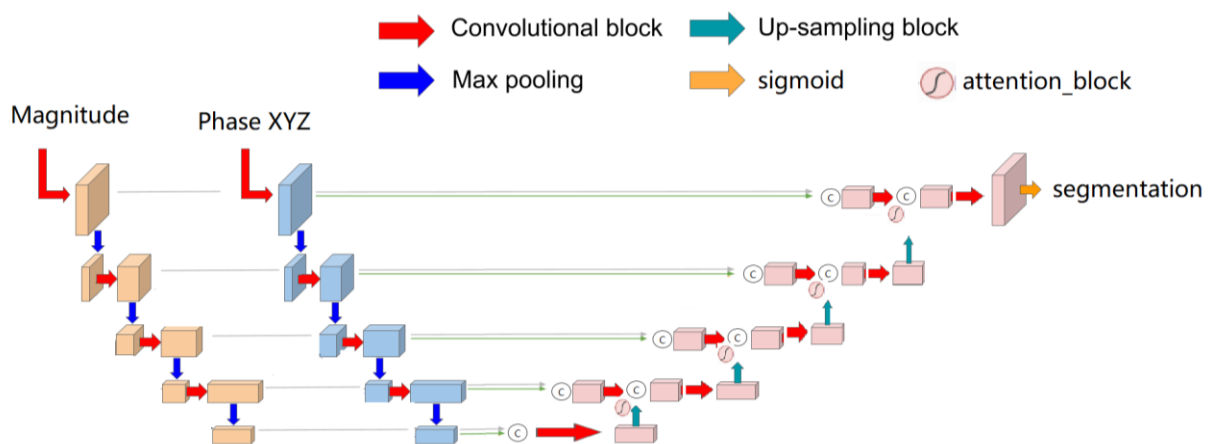 Convolutional block
Up-sampling block
Max pooling
sigmoid
attention_block
Magnitude
Phase XYZ
segmentation
C
C
C
C
C
C
C
C
C